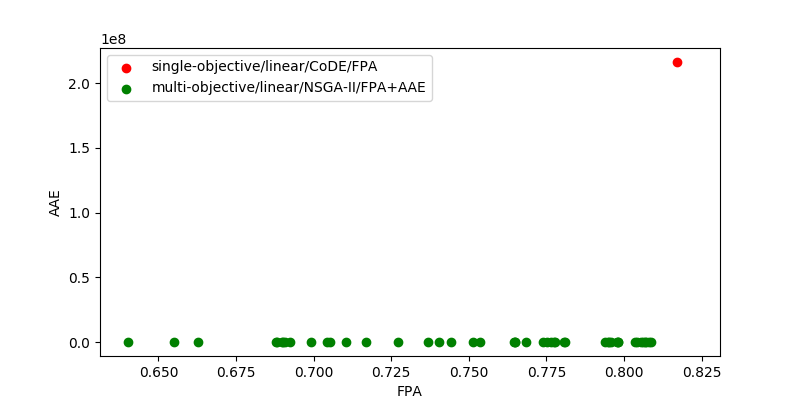 1e8
single-objective/linear/CoDE/FPA
multi-objective/linear/NSGA-II/FPA+AAE
2.0
1.5
1.0
0.5
0.0
AAE
0.650 0.675 0.700 0.725 0.750 0.775 0.800 0.825
FPA